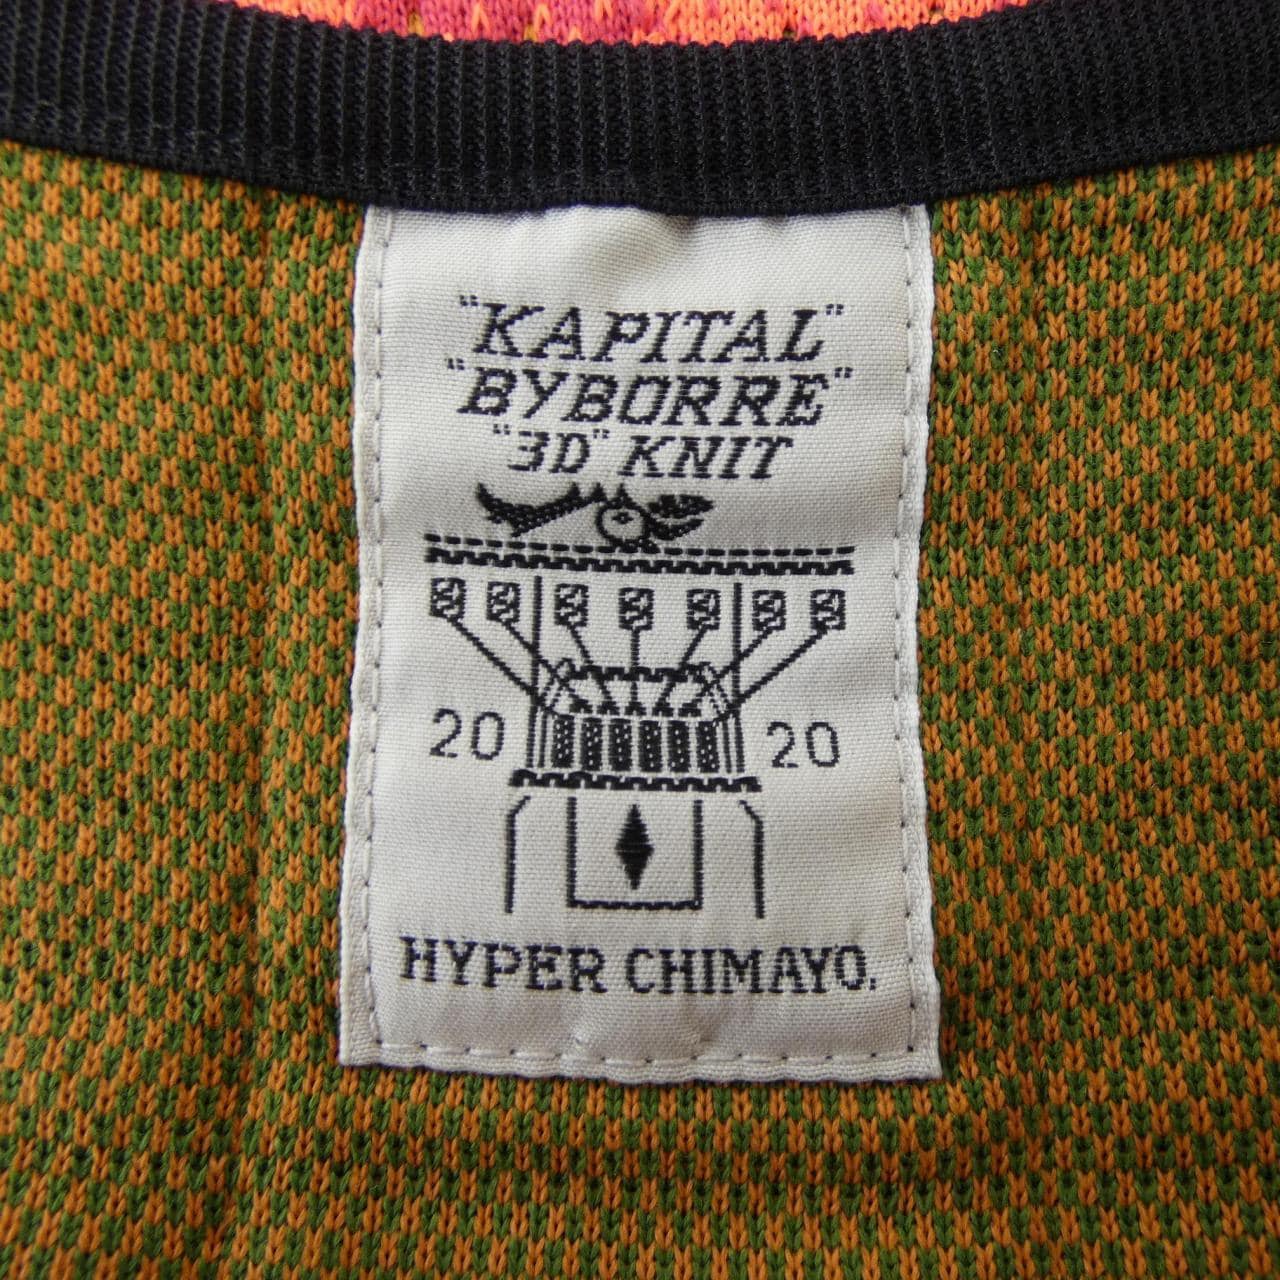 "KAPITAL"
"BYBORRE"
"3D" KNIT
20 20
HYPER CHIMAYO.